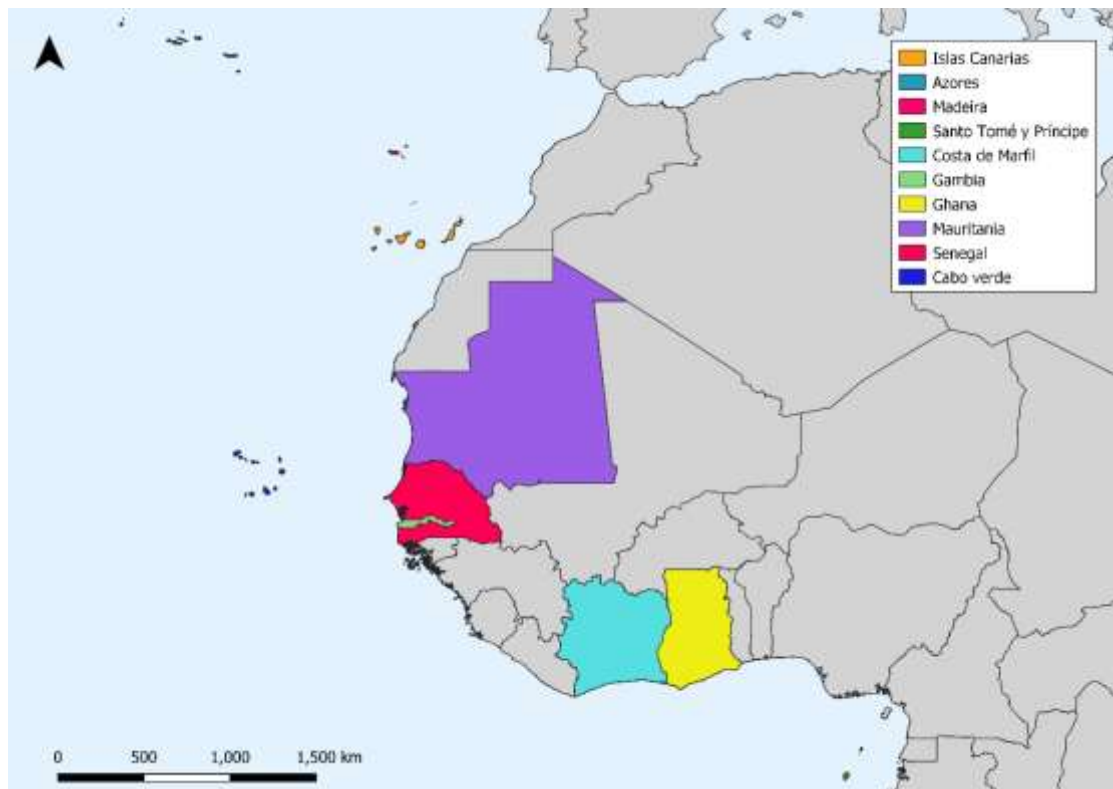 Islas Canarias
Azores
Madeira
Santo Tomé y Príncipe
Costa de Marfil
Gambia
Ghana
Mauritania
Senegal
Cabo verde
0 500 1,000 1,500 km